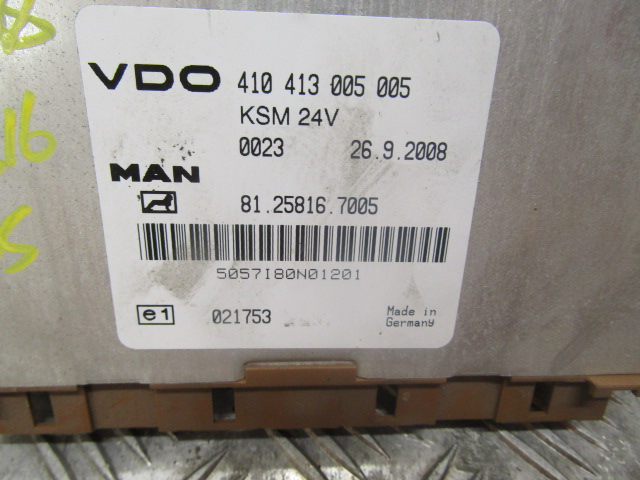 VDO 410 413 005 005
KSM 24V
0023 26.9.2008
MAN
81.25816.7005
5057I80N01201
e1 021753 Made in
Germany